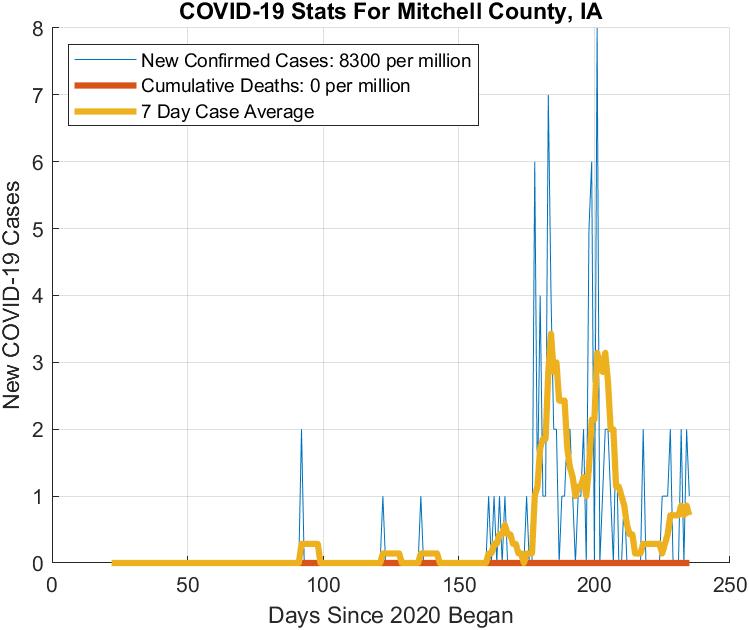 COVID-19 Stats For Mitchell County, IA
New Confirmed Cases: 8300 per million
Cumulative Deaths: 0 per million
7 Day Case Average
New COVID-19 Cases
8
7
6
5
4
3
2
1
0
0 50 100 150 200 250
Days Since 2020 Began